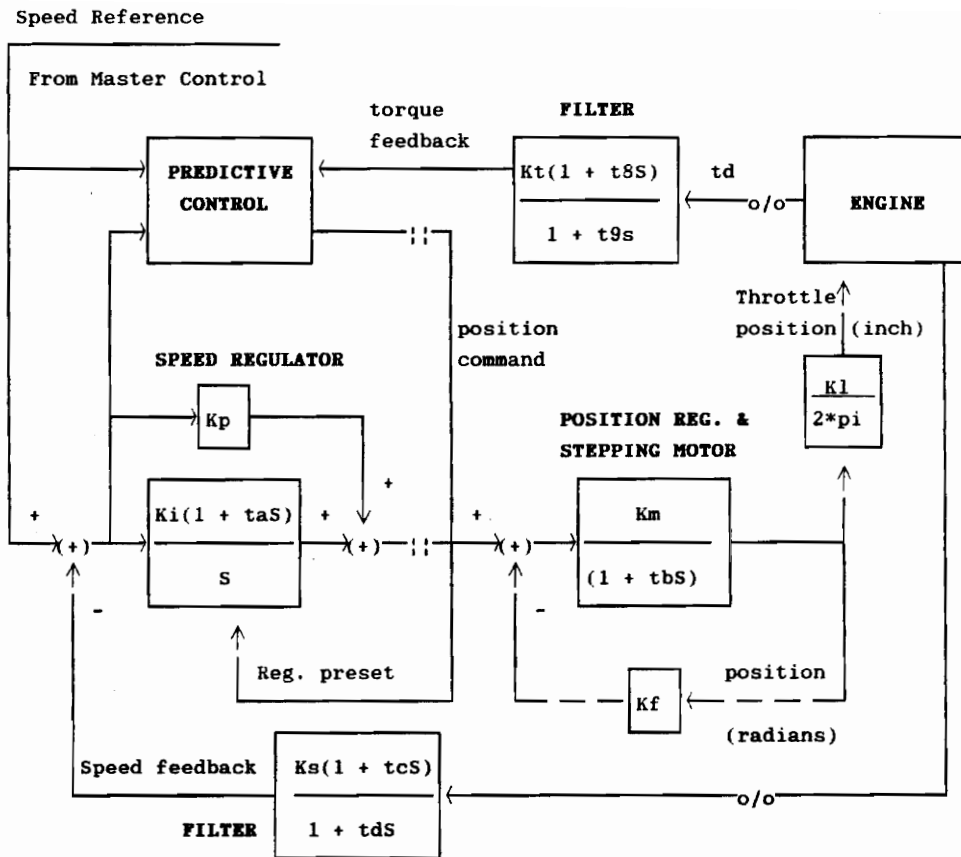 Speed Reference
From Master Control
torque
feedback
FILTER
PREDICTIVE
CONTROL
Kt(1 + t8S)
1 + t9s
td
o/o
ENGINE
Throttle
position (inch)
position
command
SPEED REGULATOR
Kp
Kl
2*pi
POSITION REG. &
STEPPING MOTOR
+
+
Ki(1 + taS)
S
+
+
Km
(1 + tbS)
(+)
(+)
(+)
-
-
Reg. preset
Kf
position
(radians)
Speed feedback
Ks(1 + tcS)
1 + tdS
FILTER
o/o